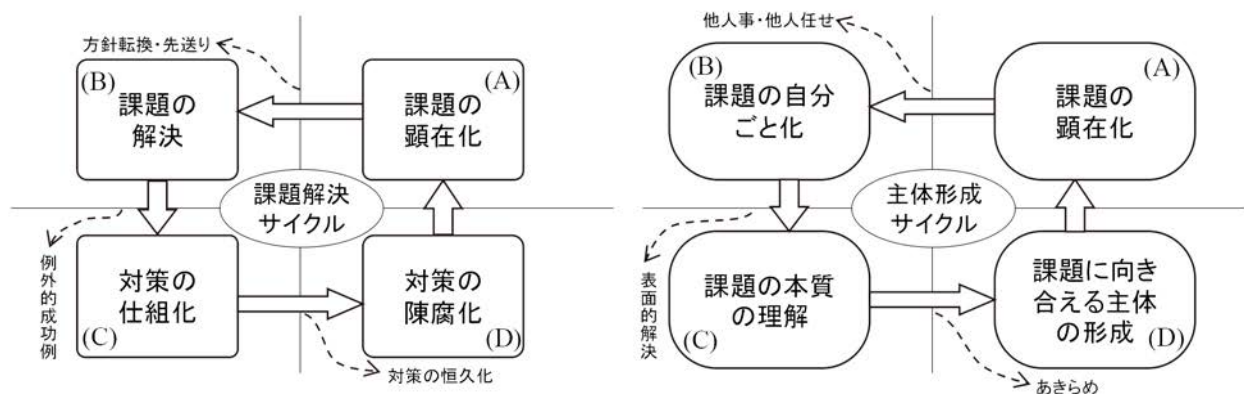 方針転換・先送り
(B)
課題の
解決
(A)
課題の
顕在化
課題解決
サイクル
例外的成功例
対策の
仕組化
(C)
対策の
陳腐化
(D)
対策の恒久化
他人事・他人任せ
(B)
課題の自分
ごと化
(A)
課題の
顕在化
主体形成
サイクル
表面的解決
課題の本質
の理解
(C)
課題に向き
合える主体
の形成
(D)
あきらめ